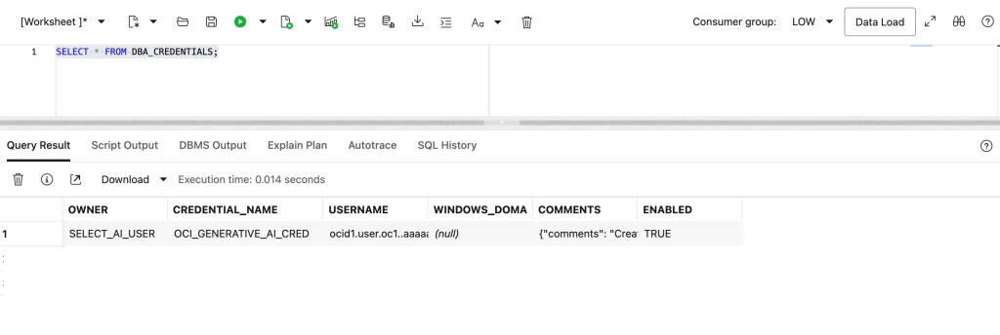 [Worksheet ]* Aa Consumer group: LOW Data Load
1 SELECT * FROM DBA_CREDENTIALS;
Query Result Script Output DBMS Output Explain Plan Autotrace SQL History
Download Execution time: 0.014 seconds
OWNER CREDENTIAL_NAME USERNAME WINDOWS_DOMA COMMENTS ENABLED
1 SELECT_AI_USER OCI_GENERATIVE_AI_CRED ocid1.user.oc1..aaaaa (null) {"comments": "Crea TRUE